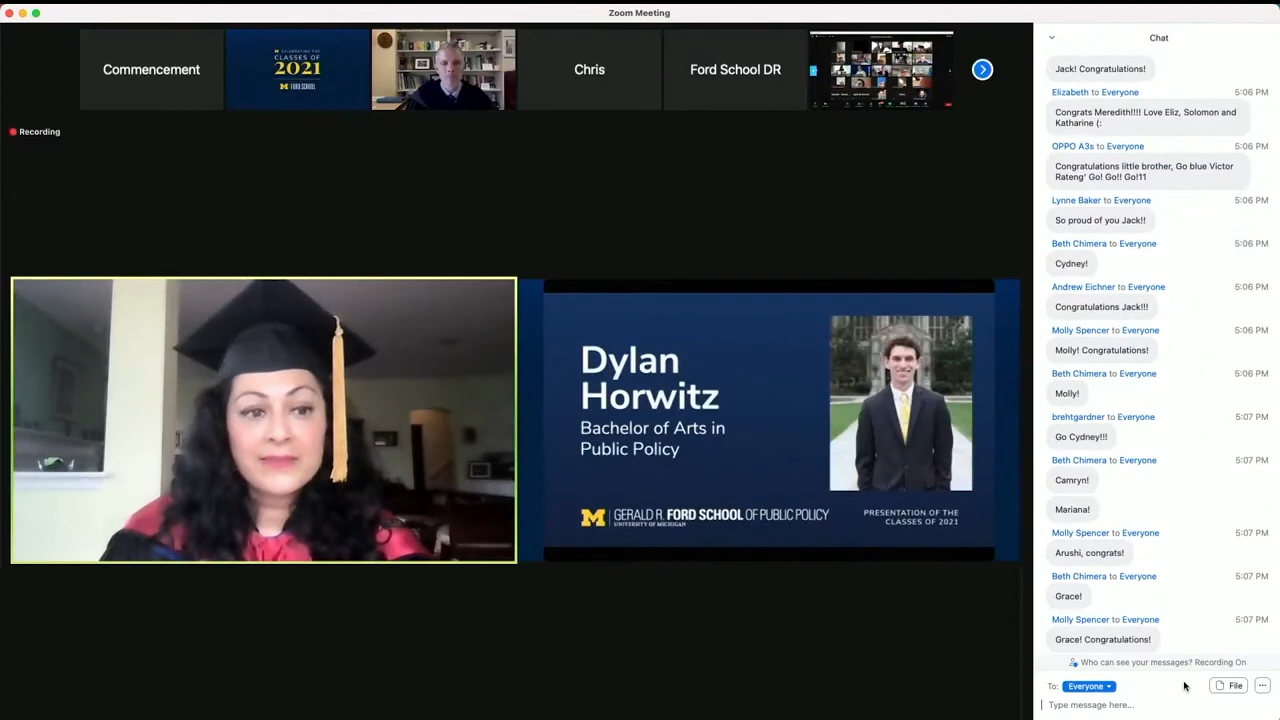 Zoom Meeting
Commencement
CELEBRATING THE
CLASSES OF
2021
M FORD SCHOOL
Chris
Ford School DR
Recording
Dylan
Horwitz
Bachelor of Arts in
Public Policy
M GERALD R. FORD SCHOOL OF PUBLIC POLICY
UNIVERSITY OF MICHIGAN
PRESENTATION OF THE
CLASSES OF 2021
Chat
Jack! Congratulations!
Elizabeth to Everyone 5:06 PM
Congrats Meredith!!!! Love Eliz, Solomon and
Katharine (:
OPPO A3s to Everyone 5:06 PM
Congratulations little brother, Go blue Victor
Rateng' Go! Go!! Go!11
Lynne Baker to Everyone 5:06 PM
So proud of you Jack!!
Beth Chimera to Everyone 5:06 PM
Cydney!
Andrew Eichner to Everyone 5:06 PM
Congratulations Jack!!!
Molly Spencer to Everyone 5:06 PM
Molly! Congratulations!
Beth Chimera to Everyone 5:06 PM
Molly!
brehtgardner to Everyone 5:07 PM
Go Cydney!!!
Beth Chimera to Everyone 5:07 PM
Camryn!
Mariana!
Molly Spencer to Everyone 5:07 PM
Arushi, congrats!
Beth Chimera to Everyone 5:07 PM
Grace!
Molly Spencer to Everyone 5:07 PM
Grace! Congratulations!
Who can see your messages? Recording On
To: Everyone File
Type message here...